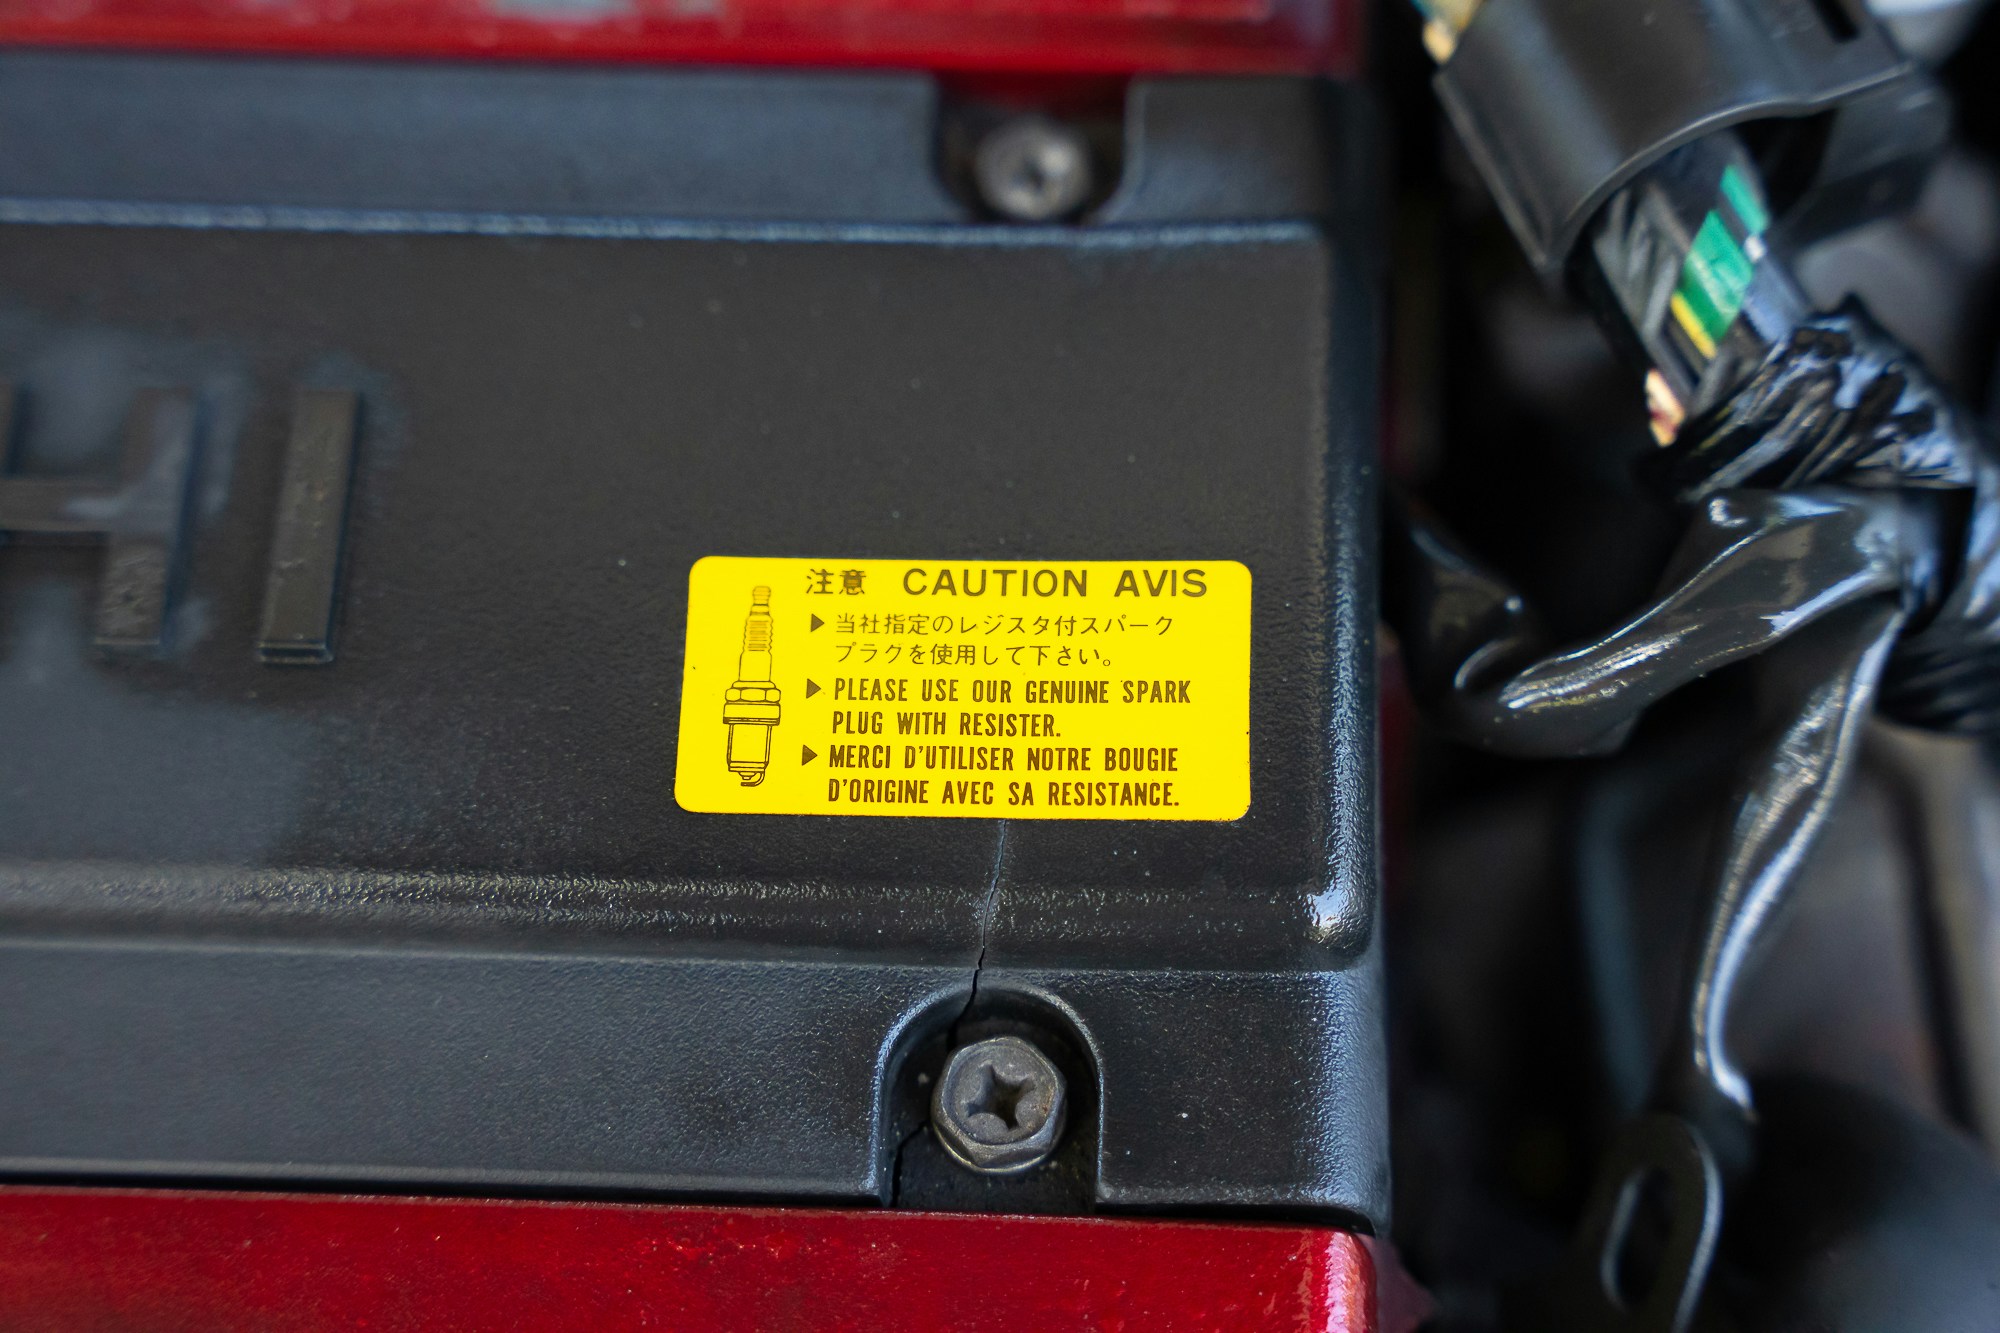 HI
注意 CAUTION AVIS
▶当社指定のレジスタ付スパーク
プラグを使用して下さい。
▶PLEASE USE OUR GENUINE SPARK
PLUG WITH RESISTER.
▶MERCI D'UTILISER NOTRE BOUGIE
D'ORIGINE AVEC SA RESISTANCE.